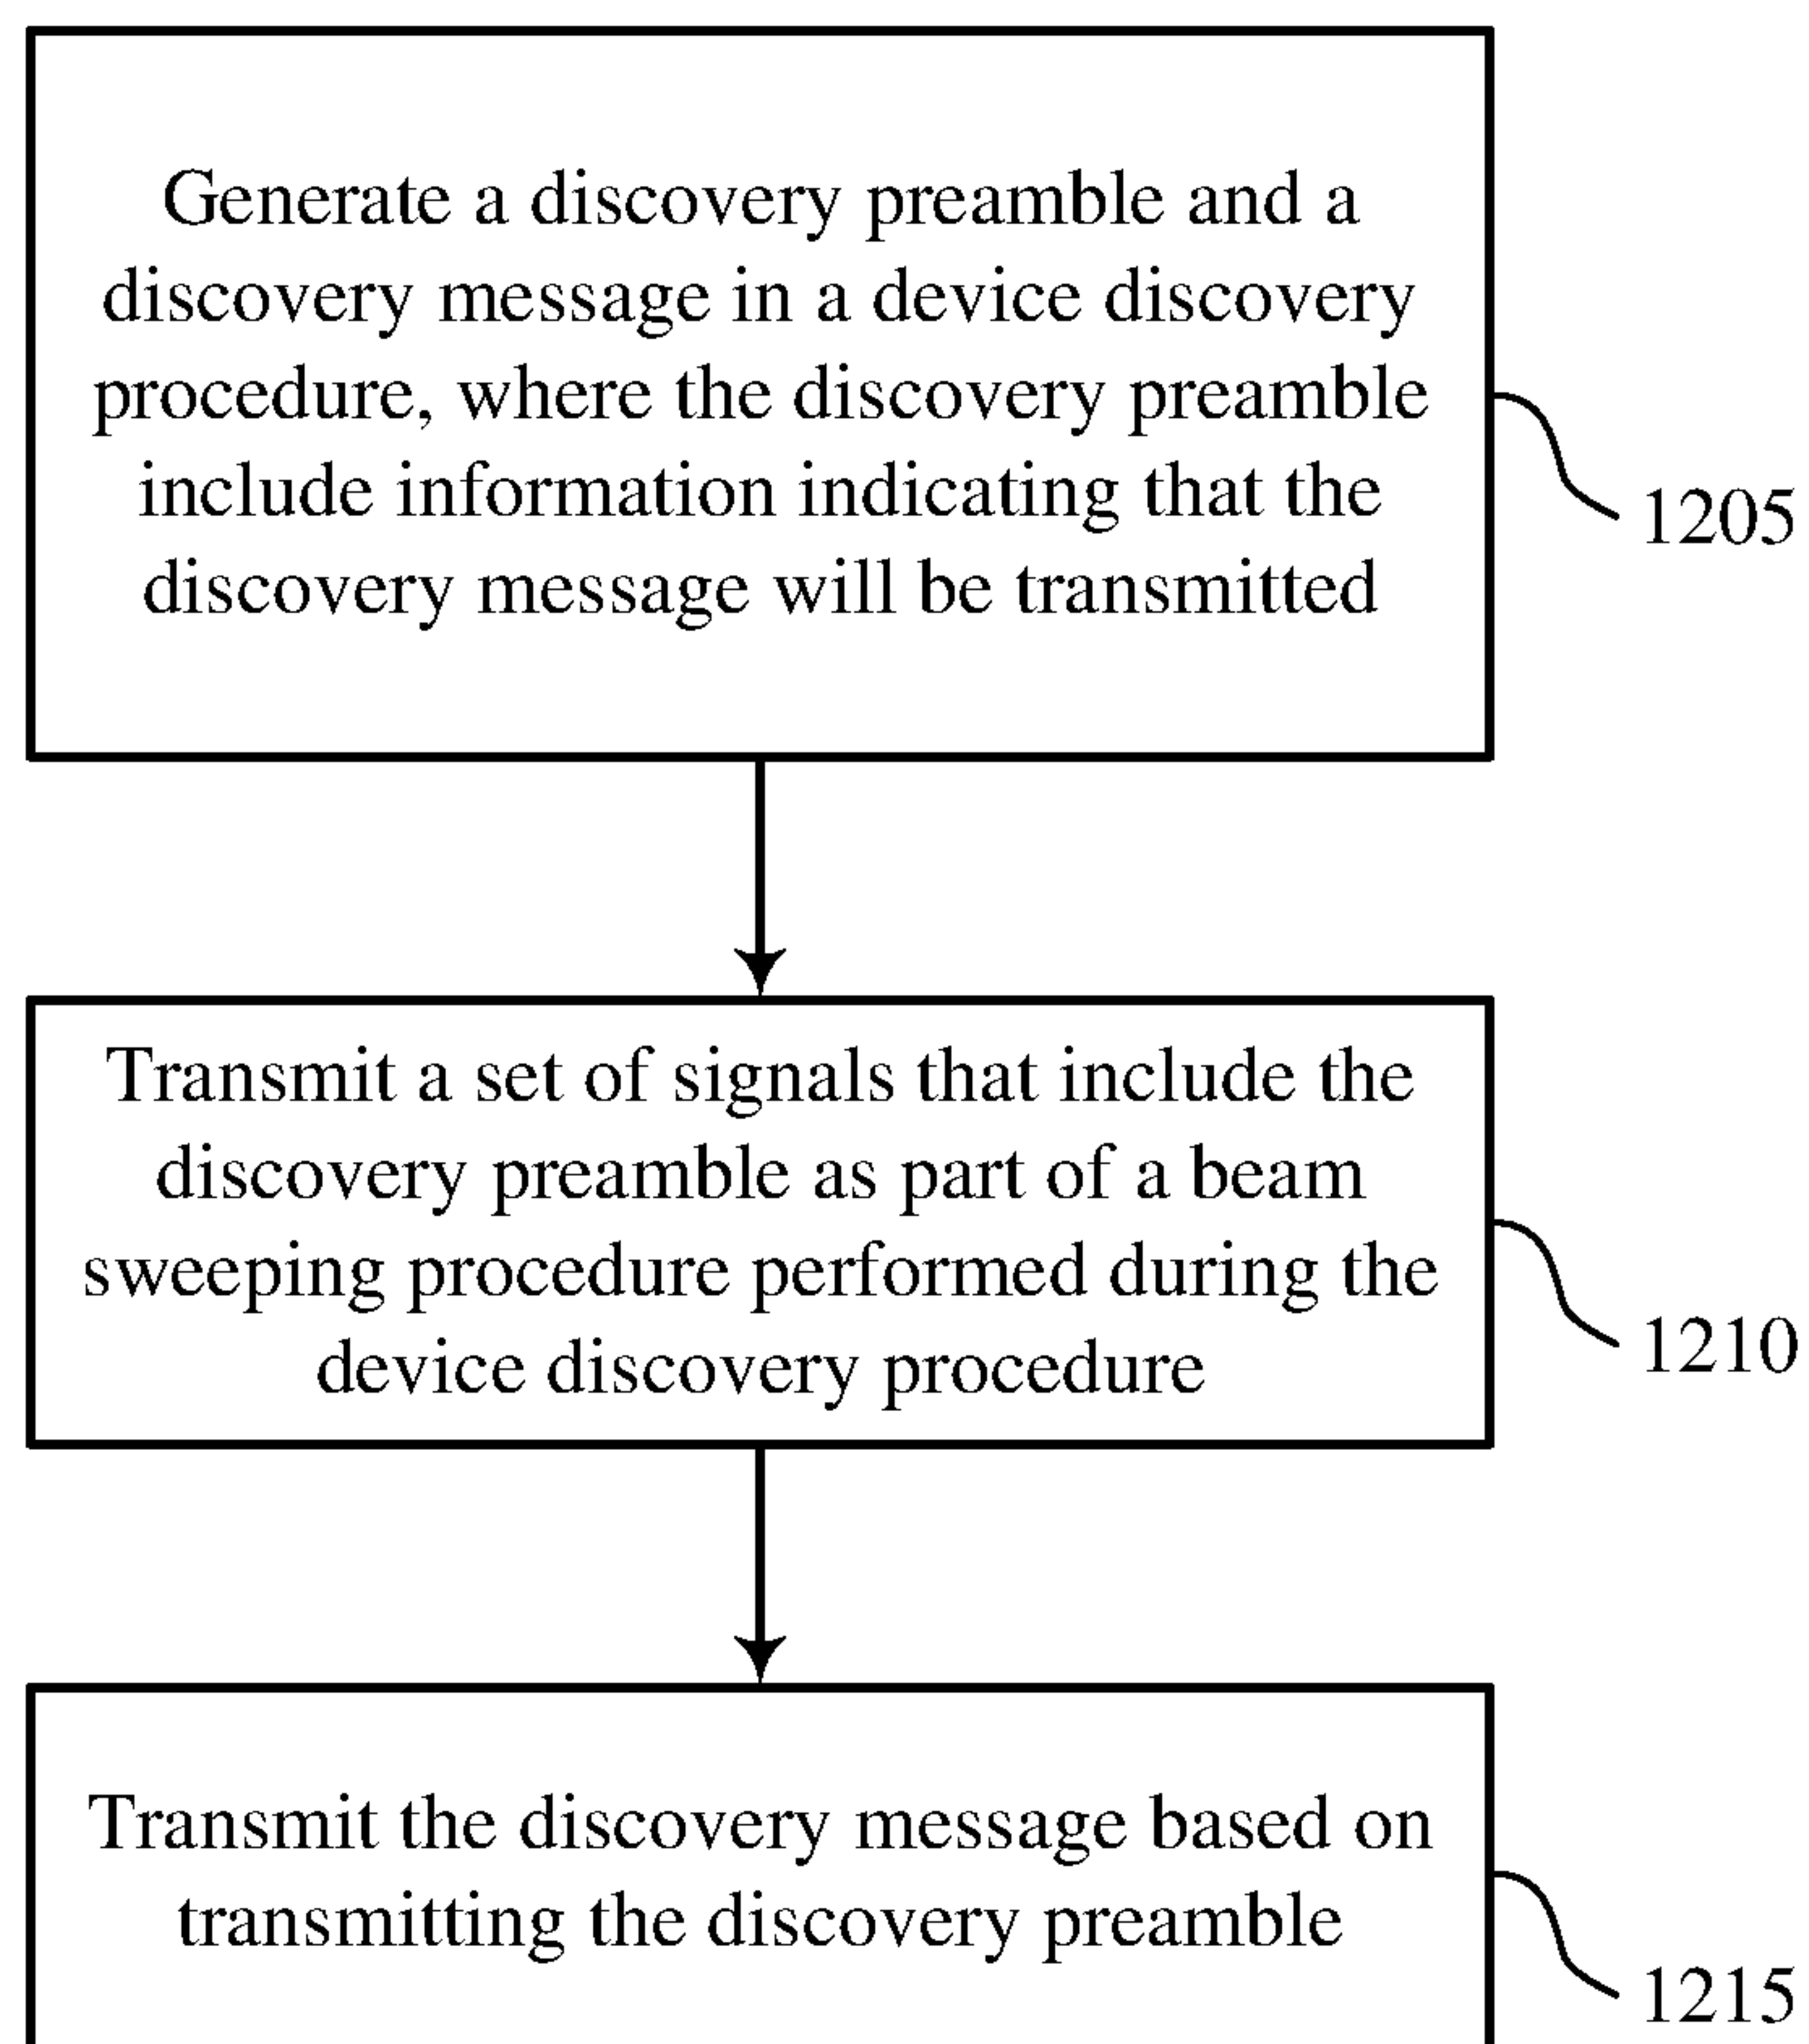 Generate a discovery preamble and a
discovery message in a device discovery
procedure, where the discovery preamble
include information indicating that the
discovery message will be transmitted
1205
Transmit a set of signals that include the
discovery preamble as part of a beam
sweeping procedure performed during the
device discovery procedure
1210
Transmit the discovery message based on
transmitting the discovery preamble
1215